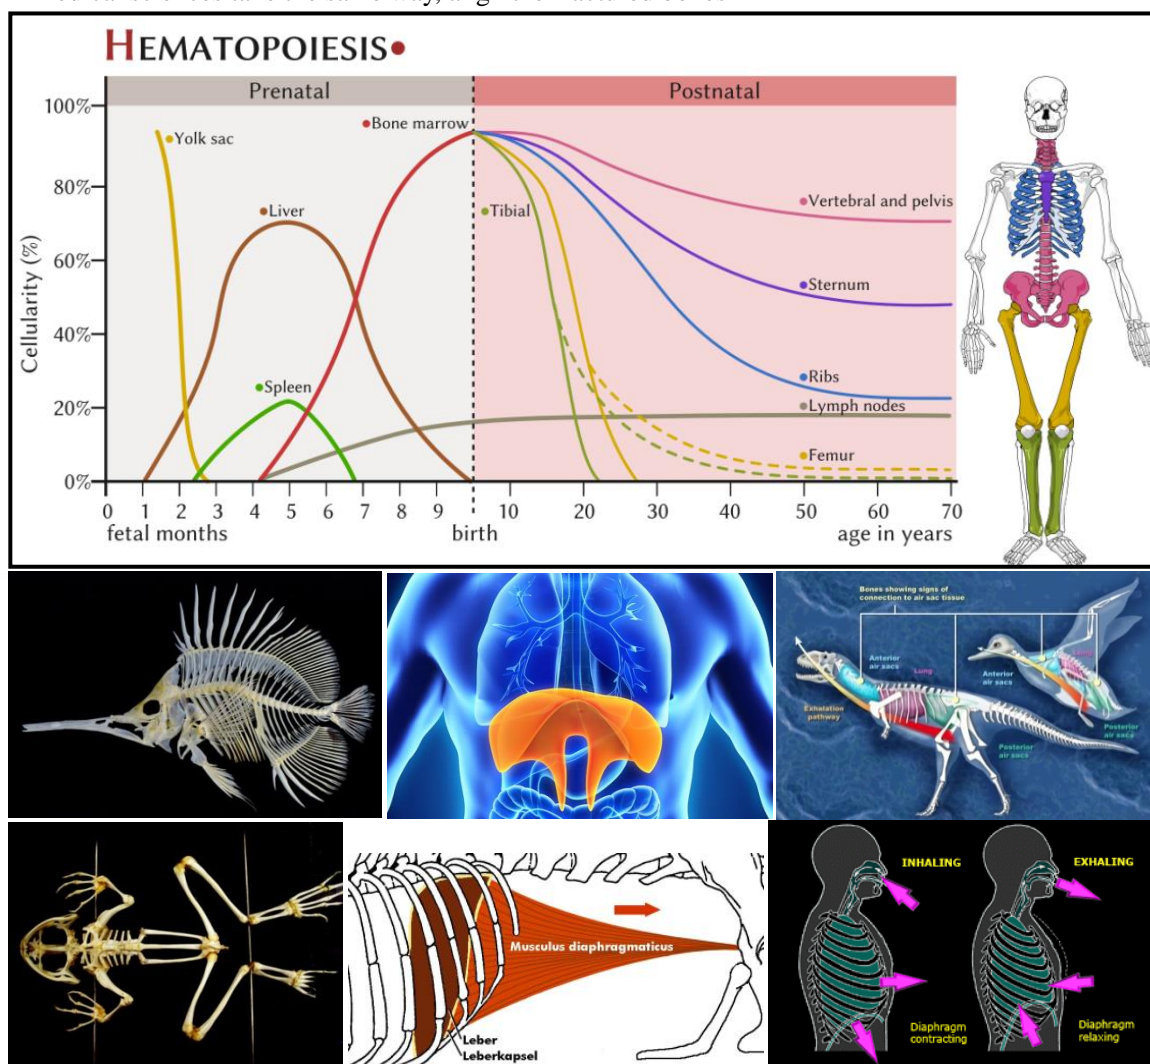 HEMATOPOIESIS
Prenatal
Postnatal
100%
80%
60%
40%
20%
0%
Cellularity (%)
Yolk sac
Bone marrow
Liver
Tibial
Spleen
Vertebral and pelvis
Sternum
Ribs
Lymph nodes
Femur
0 1 2 3 4 5 6 7 8 9 10 20 30 40 50 60 70
fetal months birth age in years
Bones showing signs of
connection to air sac tissue
Anterior
air sacs
Lung
Exhalation
pathway
Posterior
air sacs
Anterior
air sacs
Lung
Posterior
air sacs
Musculus diaphragmaticus
Leber
Leberkapsel
INHALING
EXHALING
Diaphragm
contracting
Diaphragm
relaxing